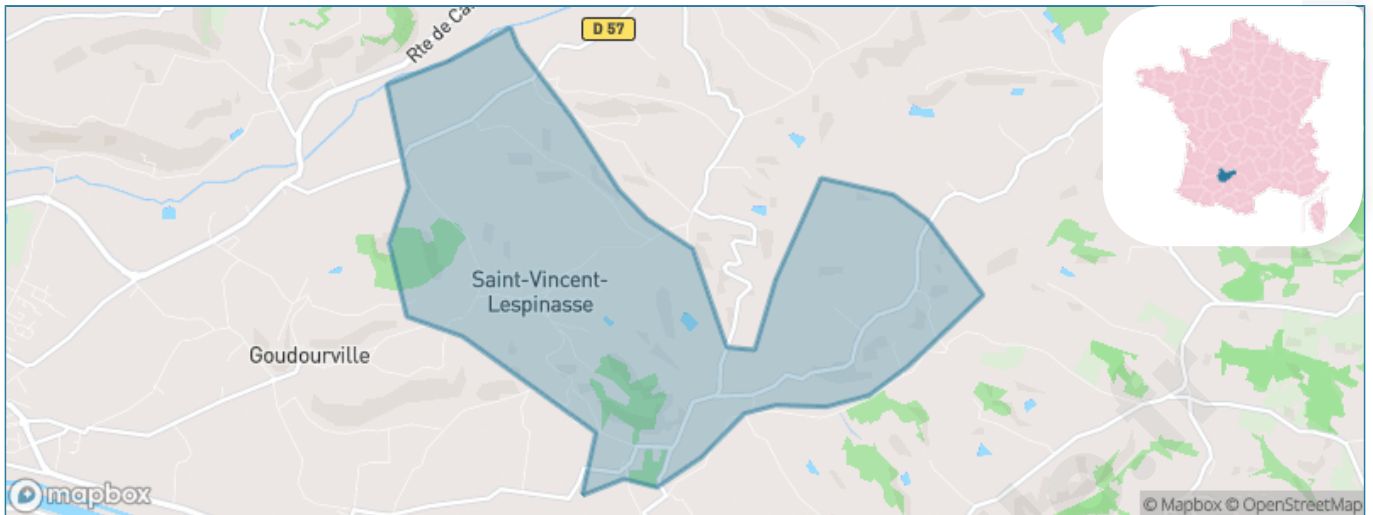 Rte de Ca
D 57
Saint-Vincent-
Lespinasse
Goudourville
mapbox
© Mapbox © OpenStreetMap